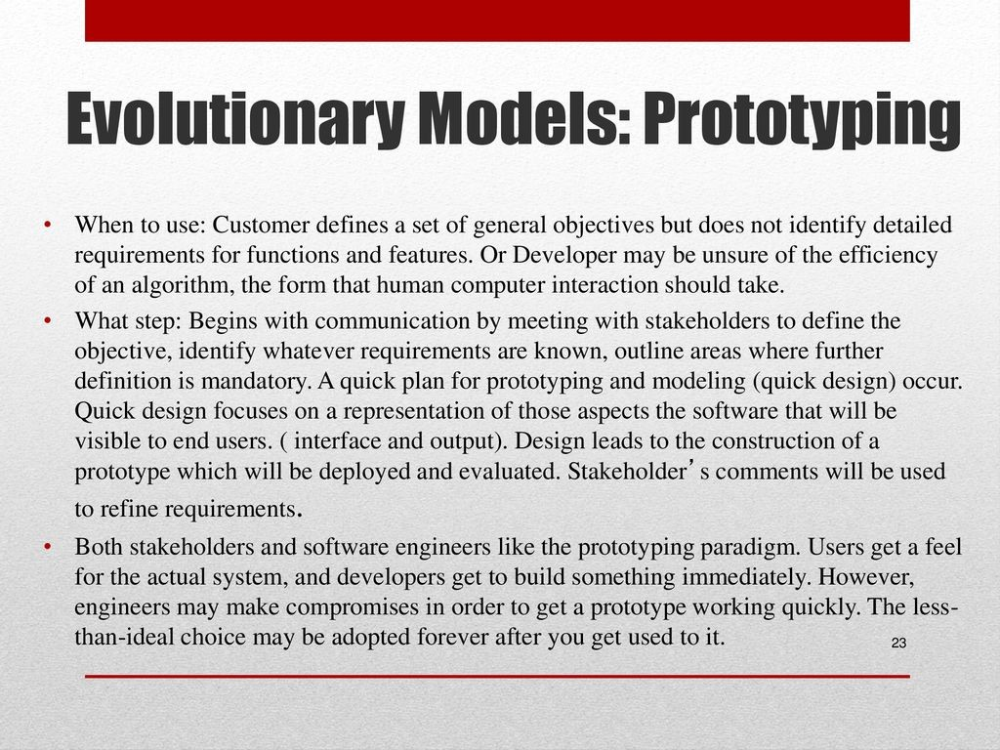 Evolutionary Models: Prototyping
• When to use: Customer defines a set of general objectives but does not identify detailed
requirements for functions and features. Or Developer may be unsure of the efficiency
of an algorithm, the form that human computer interaction should take.
• What step: Begins with communication by meeting with stakeholders to define the
objective, identify whatever requirements are known, outline areas where further
definition is mandatory. A quick plan for prototyping and modeling (quick design) occur.
Quick design focuses on a representation of those aspects the software that will be
visible to end users. ( interface and output). Design leads to the construction of a
prototype which will be deployed and evaluated. Stakeholder’s comments will be used
to refine requirements.
• Both stakeholders and software engineers like the prototyping paradigm. Users get a feel
for the actual system, and developers get to build something immediately. However,
engineers may make compromises in order to get a prototype working quickly. The less-
than-ideal choice may be adopted forever after you get used to it.
23